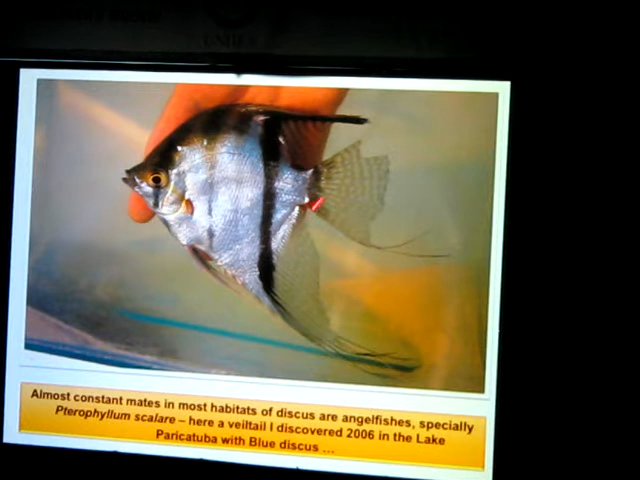 Almost constant mates in most habitats of discus are angelfishes, specially
Pterophyllum scalare – here a veiltail I discovered 2006 in the Lake
Paricatuba with Blue discus ...